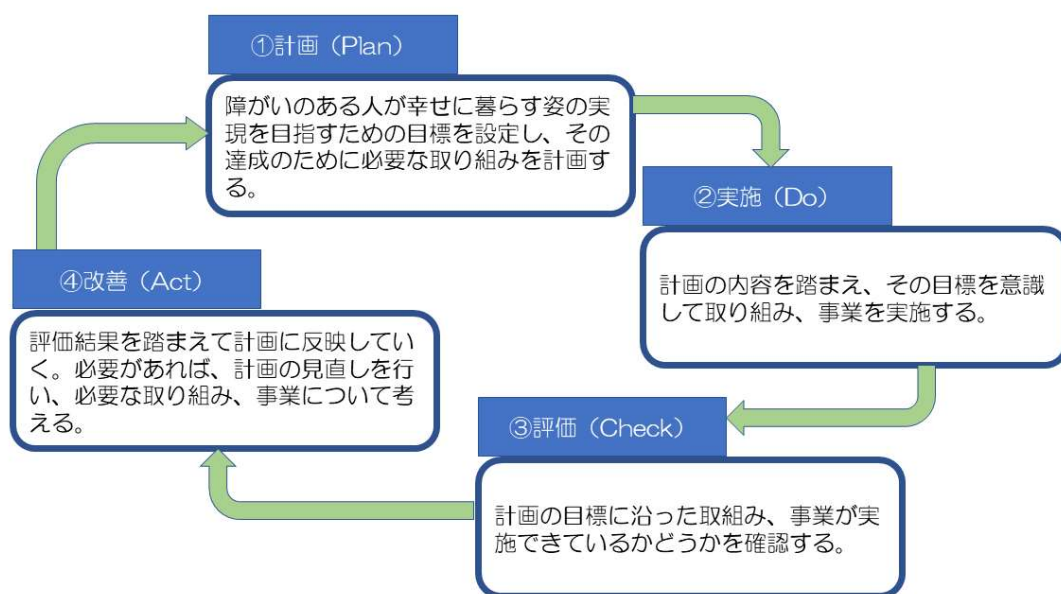 ①計画（Plan）
障がいのある人が幸せに暮らす姿の実
現を目指すための目標を設定し、その
達成のために必要な取り組みを計画す
る。
②実施（Do）
計画の内容を踏まえ、その目標を意識
して取り組み、事業を実施する。
③評価（Check）
計画の目標に沿った取組み、事業が実
施できているかどうかを確認する。
④改善（Act）
評価結果を踏まえて計画に反映してい
く。必要があれば、計画の見直しを行
い、必要な取り組み、事業について考
える。